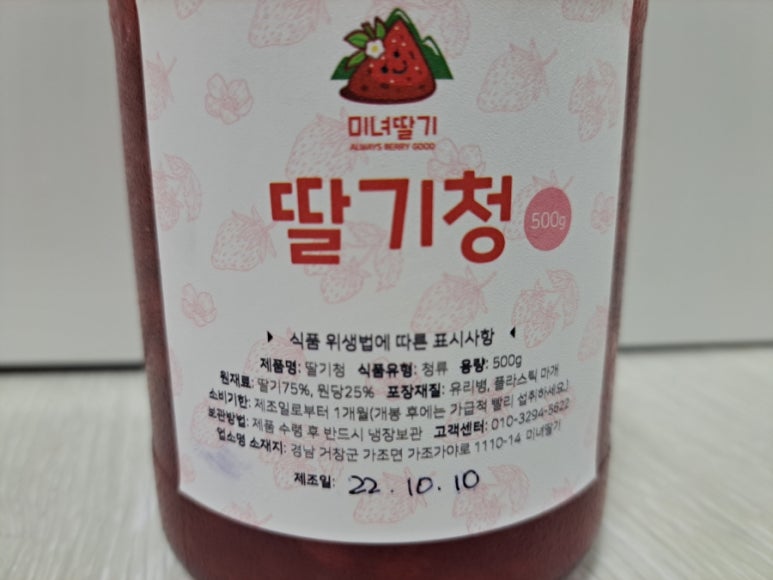 미녀딸기
ALWAYS BERRY GOOD
딸기청 500g
식품 위생법에 따른 표시사항
제품명: 딸기청 식품유형: 청류 용량: 500g
원재료: 딸기75%, 원당25% 포장재질: 유리병, 플라스틱 마개
소비기한: 제조일로부터 1개월(개봉 후에는 가급적 빨리 섭취하세요.)
보관방법: 제품 수령 후 반드시 냉장보관 고객센터: 010-3294-5622
업소명 소재지: 경남 거창군 가조면 가조가야로 1110-14 미녀딸기
제조일: 22.10.10